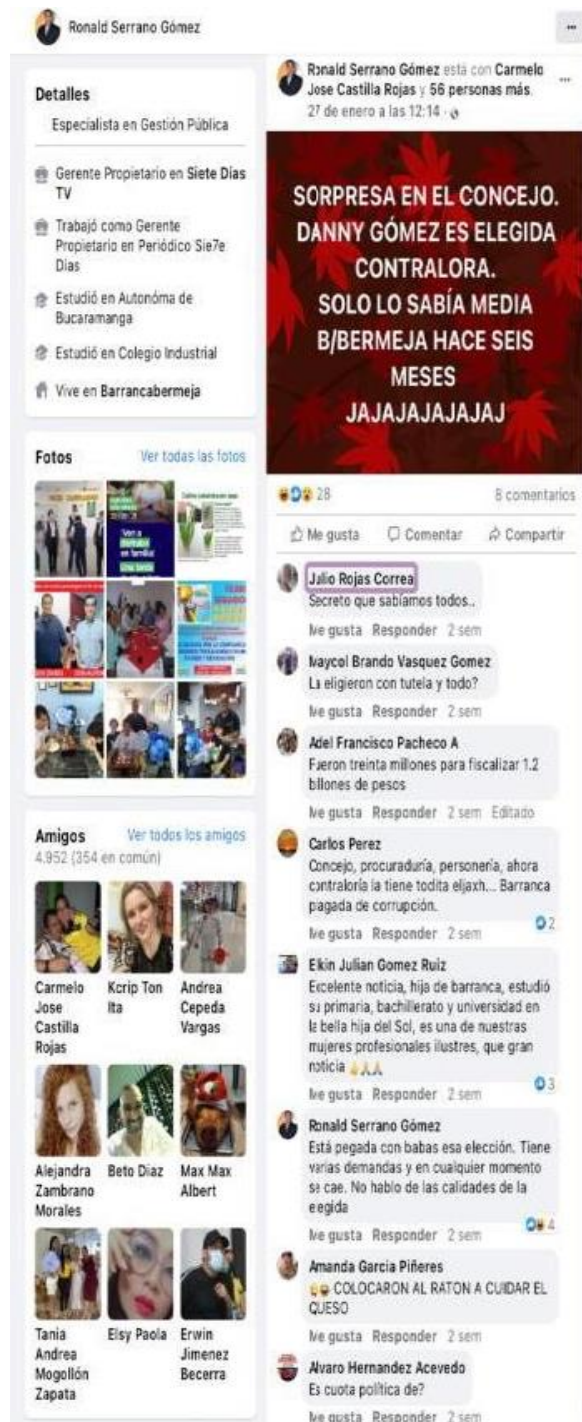 Ronald Serrano Gómez
Detalles
Especialista en Gestión Pública
Gerente Propietario en Siete Días
TV
Trabajó como Gerente
Propietario en Periódico Sie7e
Días
Estudió en Autonóma de
Bucaramanga
Estudió en Colegio Industrial
Vive en Barrancabermeja
Fotos
Ver todas las fotos
Amigos
Ver todos los amigos
4.952 (354 en común)
Carmelo
Jose
Castilla
Rojas
Kcrip Ton
Ita
Andrea
Cepeda
Vargas
Alejandra
Zambrano
Morales
Beto Diaz
Max Max
Albert
Tania
Andrea
Mogollón
Zapata
Elsy Paola
Erwin
Jimenez
Becerra
Ronald Serrano Gómez está con Carmelo
Jose Castilla Rojas y 56 personas más.
27 de enero a las 12:14
SORPRESA EN EL CONCEJO.
DANNY GÓMEZ ES ELEGIDA
CONTRALORA.
SOLO LO SABÍA MEDIA
B/BERMEJA HACE SEIS
MESES
JAJAJAJAJAJAJ
28
8 comentarios
Me gusta Comentar Compartir
Julio Rojas Correa
Secreto que sabíamos todos..
Me gusta Responder 2 sem
Maycol Brando Vasquez Gomez
La eligieron con tutela y todo?
Me gusta Responder 2 sem
Adel Francisco Pacheco A
Fueron treinta millones para fiscalizar 1.2
billones de pesos
Me gusta Responder 2 sem Editado
Carlos Perez
Concejo, procuraduría, personería, ahora
contraloría la tiene todita eljaxh... Barranca
pagada de corrupción.
2
Me gusta Responder 2 sem
Elkin Julian Gomez Ruiz
Excelente noticia, hija de barranca, estudió
su primaria, bachillerato y universidad en
la bella hija del Sol, es una de nuestras
mujeres profesionales ilustres, que gran
noticia
3
Me gusta Responder 2 sem
Ronald Serrano Gómez
Está pegada con babas esa elección. Tiene
varias demandas y en cualquier momento
se cae. No hablo de las calidades de la
elegida
4
Me gusta Responder 2 sem
Amanda Garcia Piñeres
COLOCARON AL RATON A CUIDAR EL
QUESO
Me gusta Responder 2 sem
Alvaro Hernandez Acevedo
Es cuota política de?
Me gusta Responder 2 sem